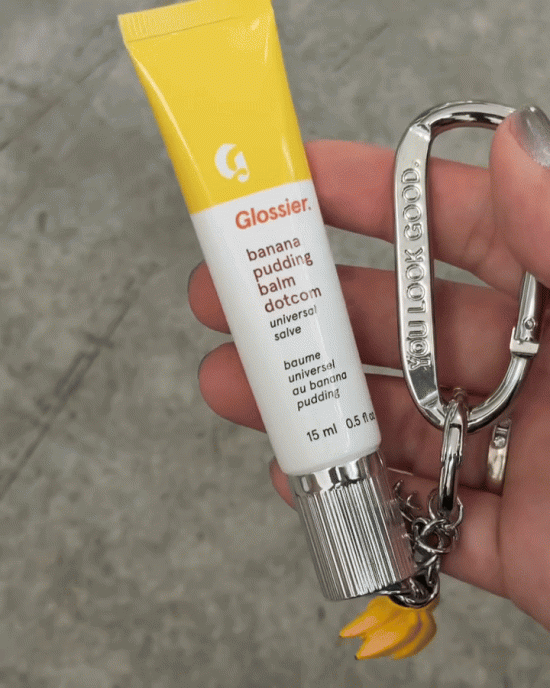 G
Glossier.
banana
pudding
balm
dotcom
universal
salve
baume
universel
au banana
pudding
15 ml 0.5 fl oz
YOU LOOK GOOD.